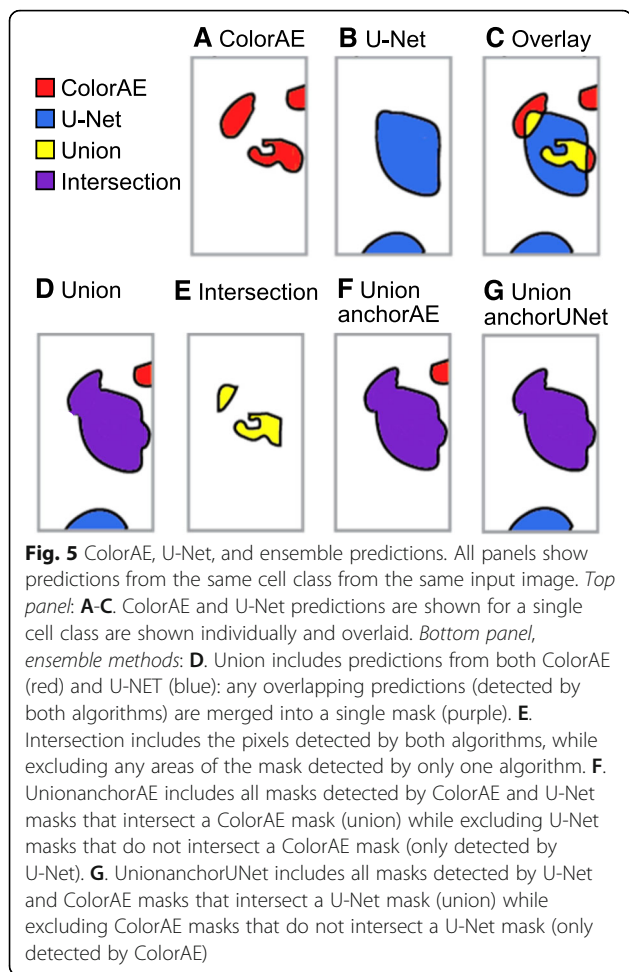 A ColorAE
B U-Net
C Overlay
ColorAE
U-Net
Union
Intersection
D Union
E Intersection
F Union
anchorAE
G Union
anchorUNet
Fig. 5 ColorAE, U-Net, and ensemble predictions. All panels show
predictions from the same cell class from the same input image. Top
panel: A-C. ColorAE and U-Net predictions are shown for a single
cell class are shown individually and overlaid. Bottom panel,
ensemble methods: D. Union includes predictions from both ColorAE
(red) and U-NET (blue): any overlapping predictions (detected by
both algorithms) are merged into a single mask (purple). E.
Intersection includes the pixels detected by both algorithms, while
excluding any areas of the mask detected by only one algorithm. F.
UnionanchorAE includes all masks detected by ColorAE and U-Net
masks that intersect a ColorAE mask (union) while excluding U-Net
masks that do not intersect a ColorAE mask (only detected by
U-Net). G. UnionanchorUNet includes all masks detected by U-Net
and ColorAE masks that intersect a U-Net mask (union) while
excluding ColorAE masks that do not intersect a U-Net mask (only
detected by ColorAE)